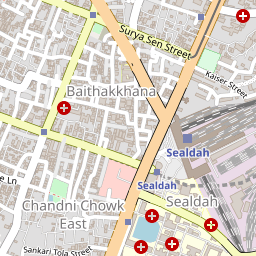 Surya Sen Street
Kaiser Street
Baithakkhana
Sealdah
Sealdah
e Ln
Chandni Chowk
East
Sealdah
Sankari Tola Street